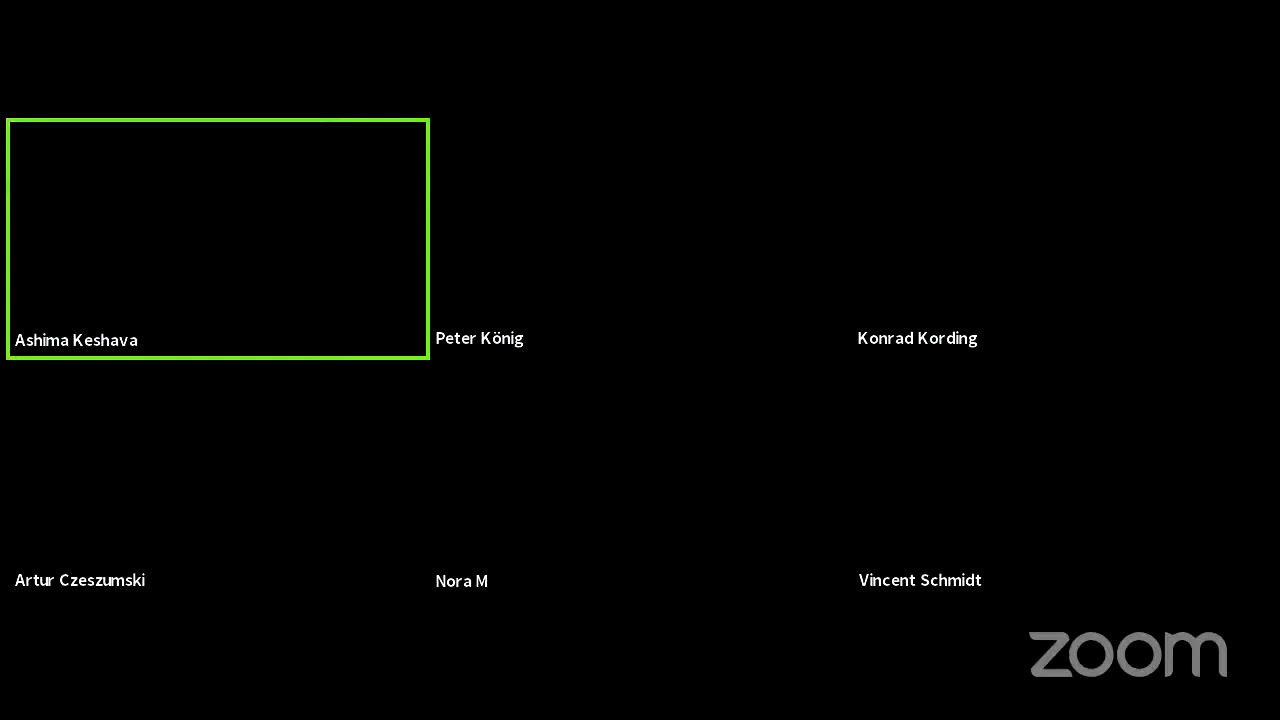 Ashima Keshava
Peter König
Konrad Kording
Artur Czeszumski
Nora M
Vincent Schmidt
zoom